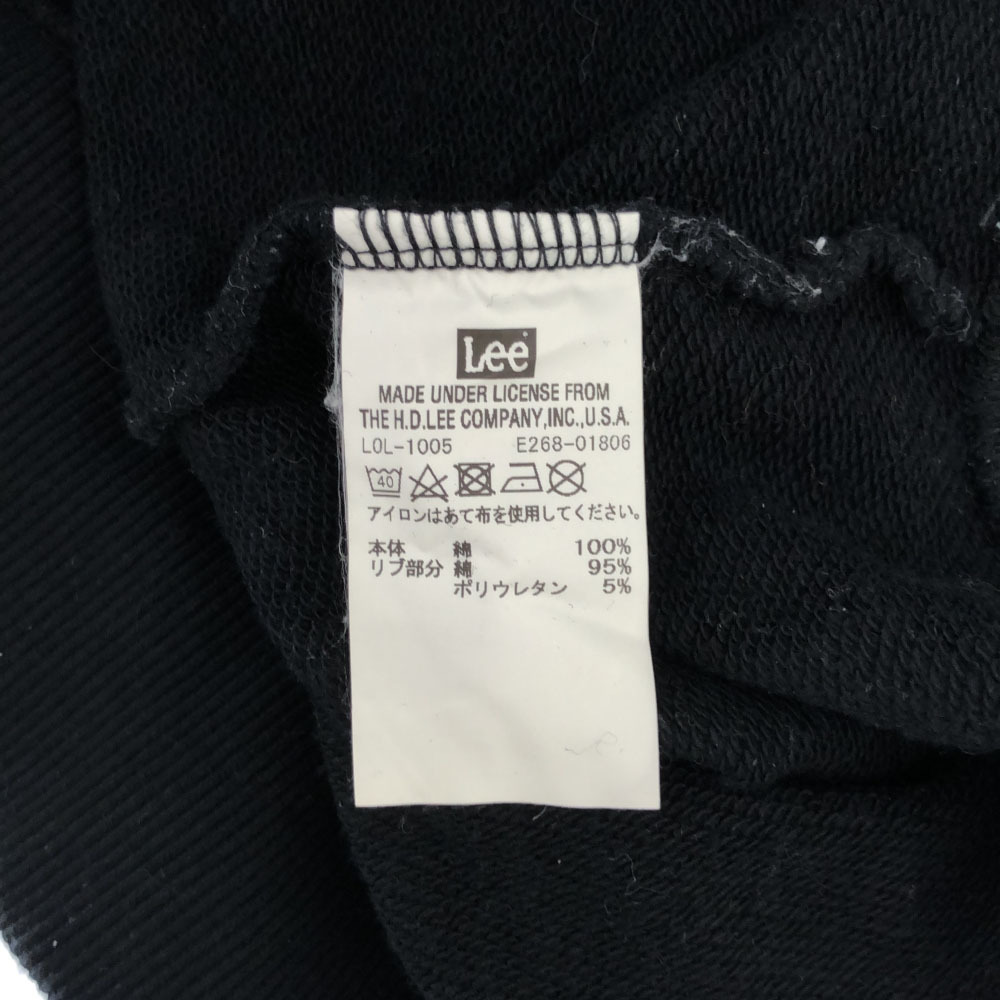 Lee
MADE UNDER LICENSE FROM
THE H.D.LEE COMPANY,INC.,U.S.A.
LOL-1005 E268-01806
40
アイロンはあて布を使用してください。
本体 綿 100%
リブ部分 綿 95%
ポリウレタン 5%